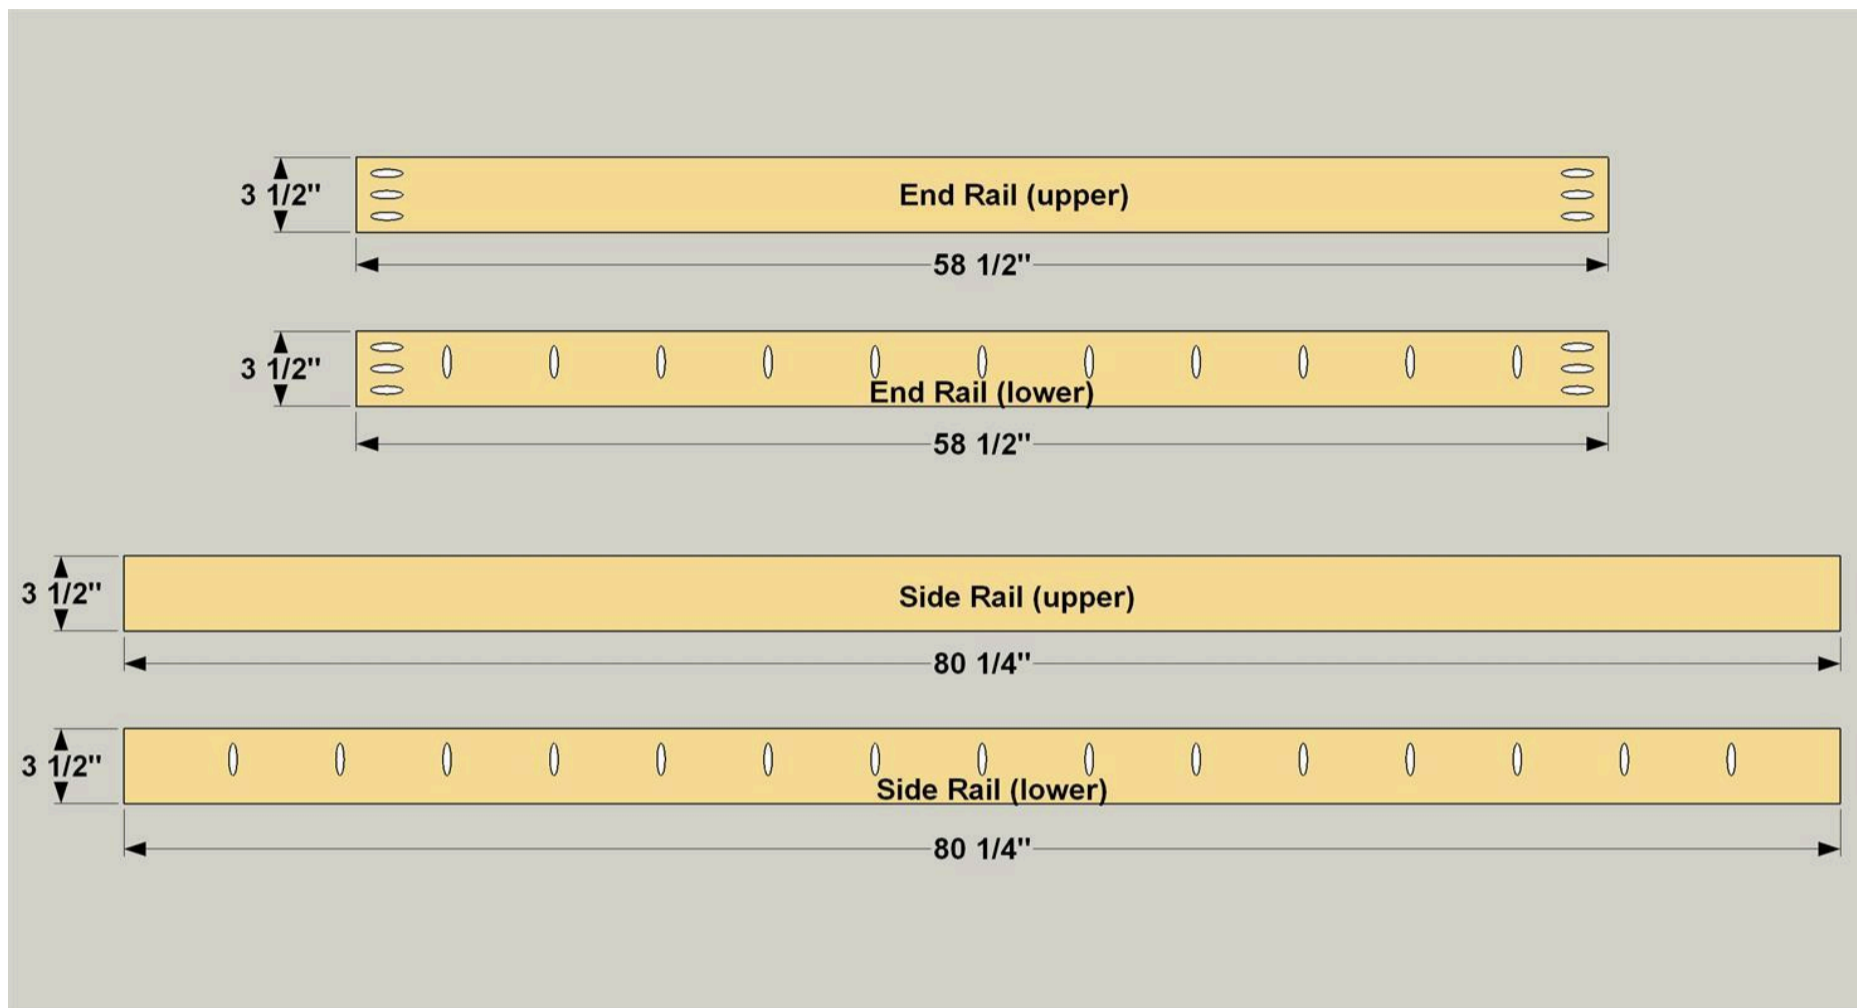 3 1/2"
End Rail (upper)
58 1/2"
3 1/2"
End Rail (lower)
58 1/2"
3 1/2"
Side Rail (upper)
80 1/4"
3 1/2"
Side Rail (lower)
80 1/4"